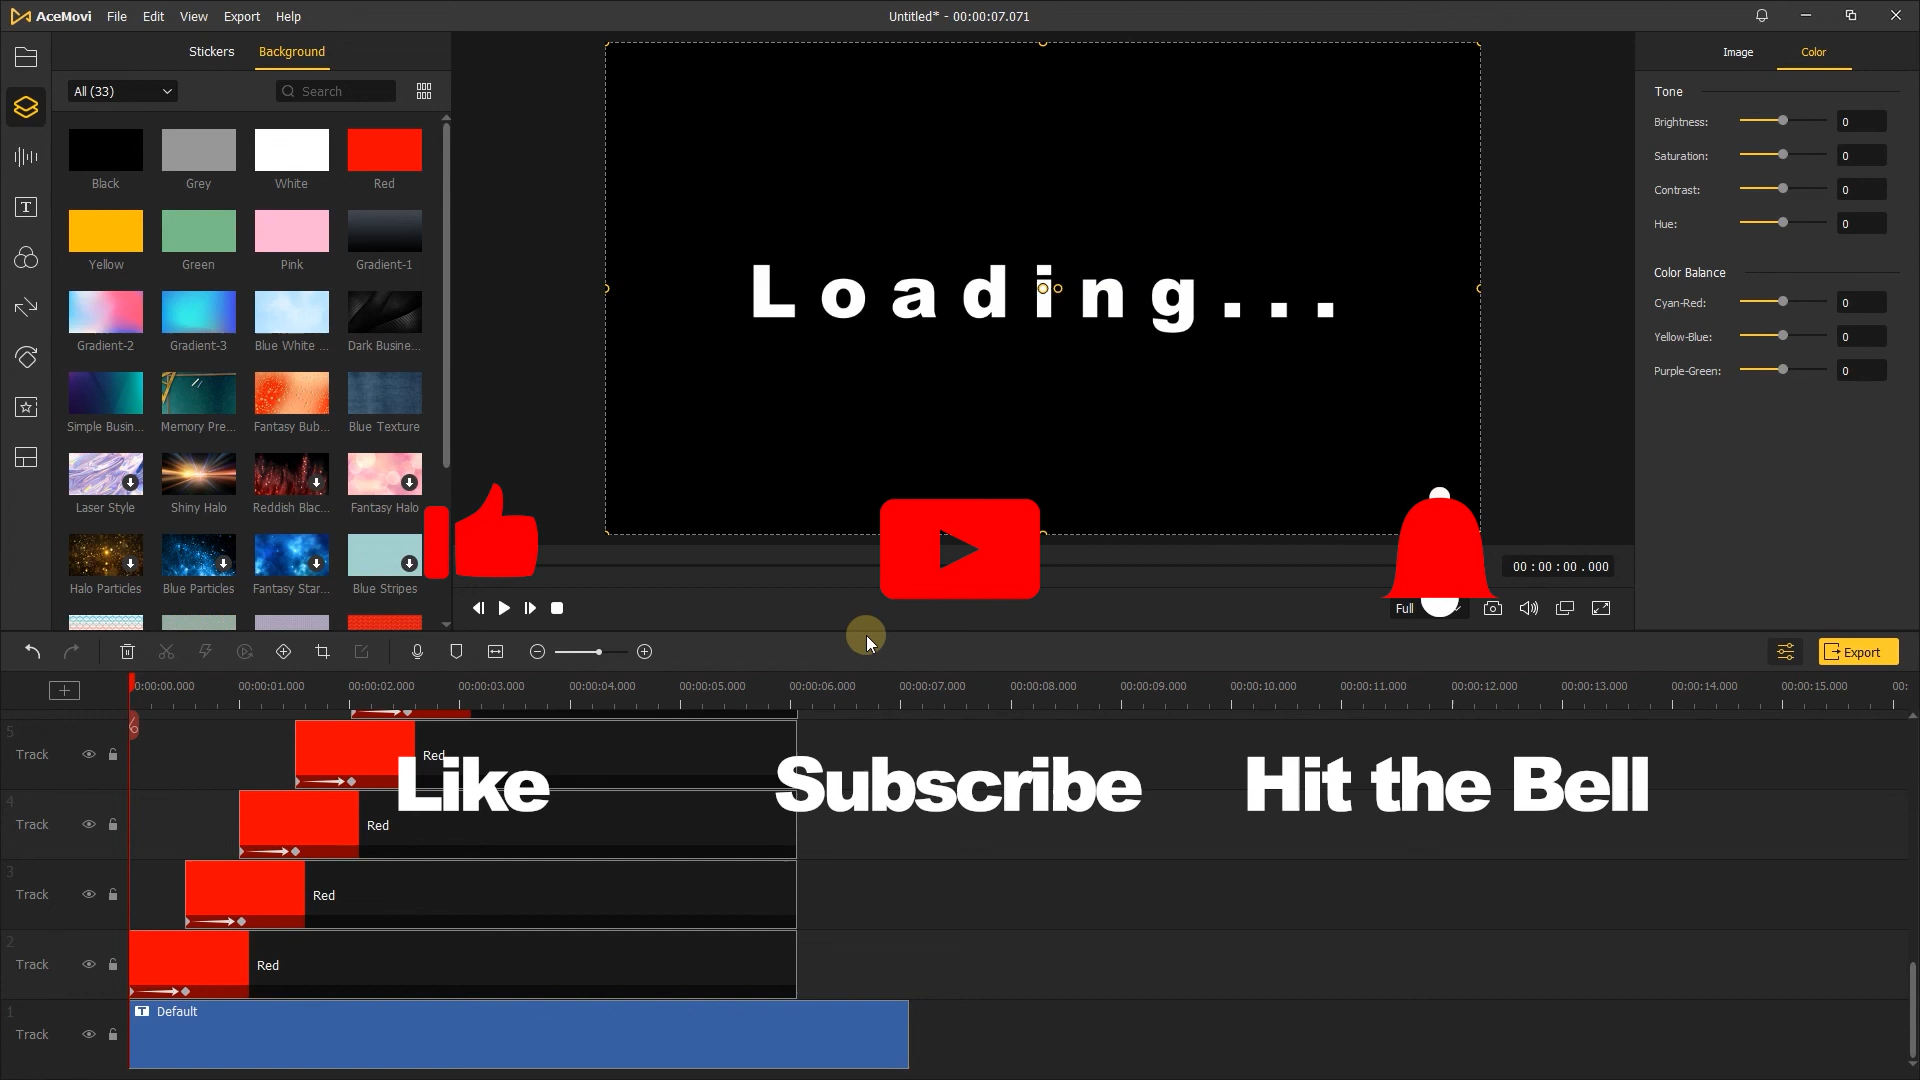 AceMovi File Edit View Export Help
Untitled* - 00:00:07.071
Stickers Background
All (33) Search
Black Grey White Red
Yellow Green Pink Gradient-1
Gradient-2 Gradient-3 Blue White ... Dark Busine...
Simple Busin... Memory Pre... Fantasy Bub... Blue Texture
Laser Style Shiny Halo Reddish Blac... Fantasy Halo
Halo Particles Blue Particles Fantasy Star... Blue Stripes
Loading...
Image Color
Tone
Brightness: 0
Saturation: 0
Contrast: 0
Hue: 0
Color Balance
Cyan-Red: 0
Yellow-Blue: 0
Purple-Green: 0
00 : 00 : 00 .000
Full
Export
0:00:00.000 00:00:01.000 00:00:02.000 00:00:03.000 00:00:04.000 00:00:05.000 00:00:06.000 00:00:07.000 00:00:08.000 00:00:09.000 00:00:10.000 00:00:11.000 00:00:12.000 00:00:13.000 00:00:14.000 00:00:15.000 00:
5
Track Red
Like Subscribe Hit the Bell
4
Track Red
3
Track Red
2
Track Red
1
Track T Default